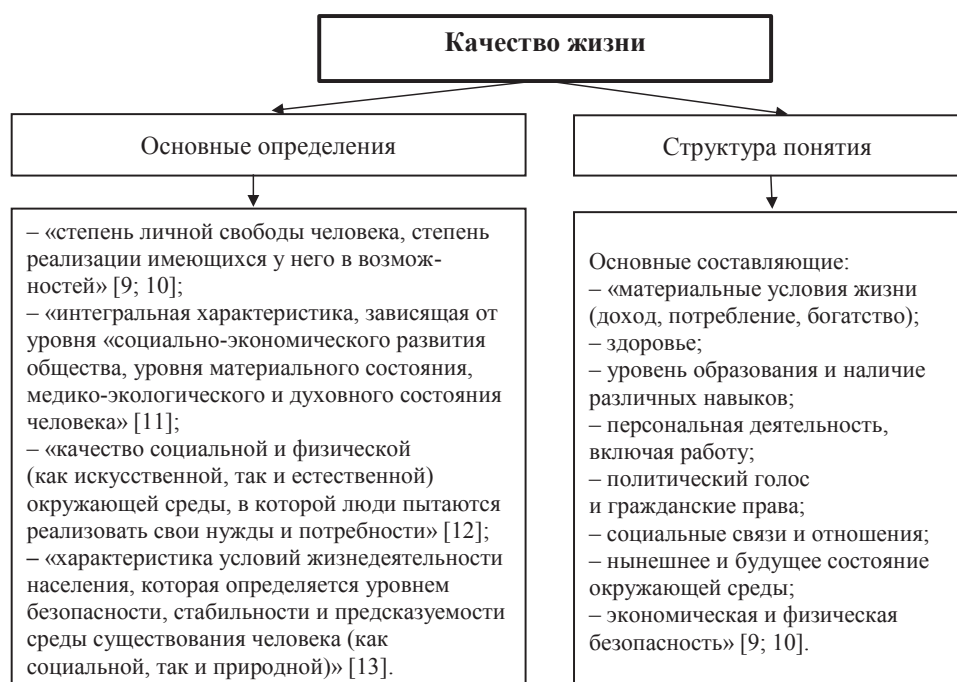 Качество жизни
Основные определения
– «степень личной свободы человека, степень
реализации имеющихся у него в возмож-
ностей» [9; 10];
– «интегральная характеристика, зависящая от
уровня «социально-экономического развития
общества, уровня материального состояния,
медико-экологического и духовного состояния
человека» [11];
– «качество социальной и физической
(как искусственной, так и естественной)
окружающей среды, в которой люди пытаются
реализовать свои нужды и потребности» [12];
– «характеристика условий жизнедеятельности
населения, которая определяется уровнем
безопасности, стабильности и предсказуемости
среды существования человека (как
социальной, так и природной)» [13].
Структура понятия
Основные составляющие:
– «материальные условия жизни
(доход, потребление, богатство);
– здоровье;
– уровень образования и наличие
различных навыков;
– персональная деятельность,
включая работу;
– политический голос
и гражданские права;
– социальные связи и отношения;
– нынешнее и будущее состояние
окружающей среды;
– экономическая и физическая
безопасность» [9; 10].